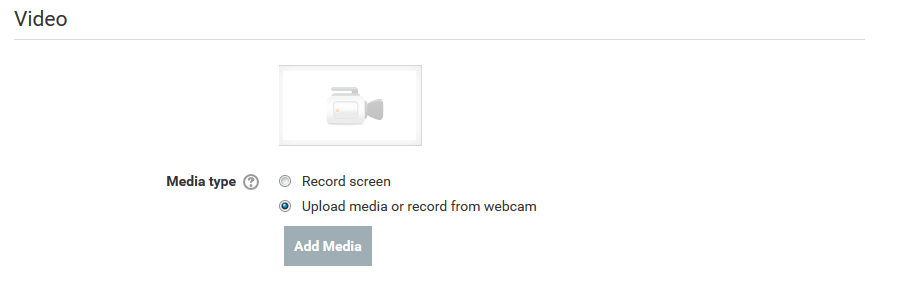 Video
Media type ?
Record screen
Upload media or record from webcam
Add Media